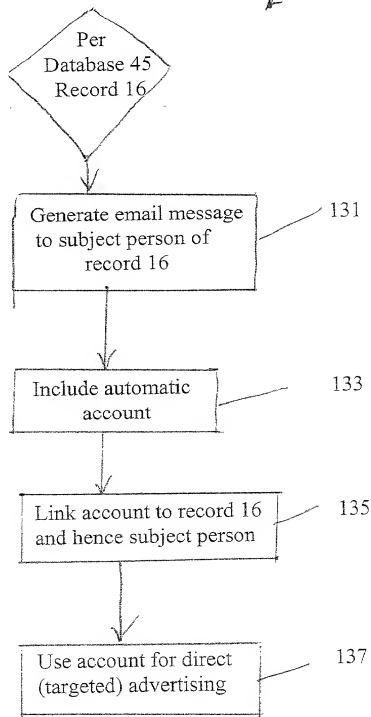 Per
Database 45
Record 16
Generate email message
to subject person of
record 16
131
Include automatic
account
133
Link account to record 16
and hence subject person
135
Use account for direct
(targeted) advertising
137